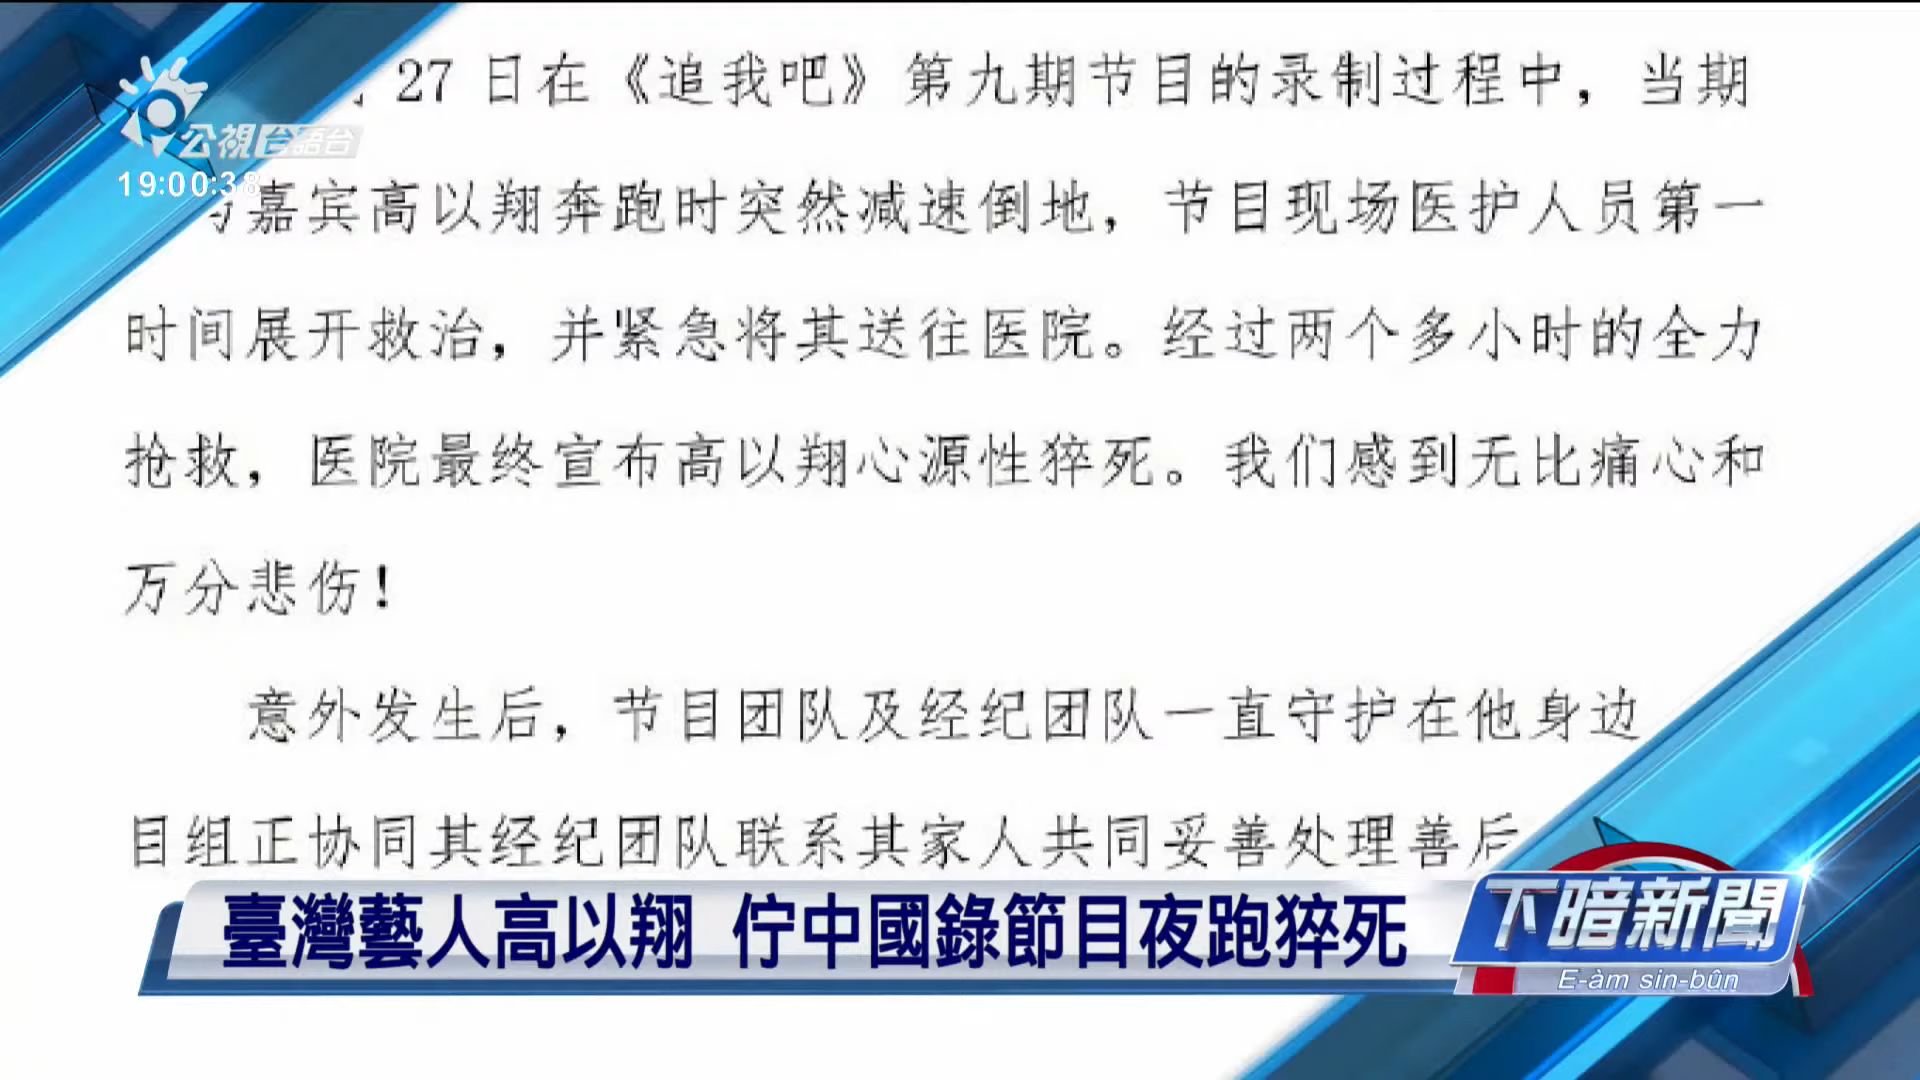 27日在《追我吧》第九期节目的录制过程中，当期
公視台語台
19:00:38
嘉宾高以翔奔跑时突然减速倒地，节目现场医护人员第一
时间展开救治，并紧急将其送往医院。经过两个多小时的全力
抢救，医院最终宣布高以翔心源性猝死。我们感到无比痛心和
万分悲伤！
意外发生后，节目团队及经纪团队一直守护在他身边
目组正协同其经纪团队联系其家人共同妥善处理善后
臺灣藝人高以翔 佇中國錄節目夜跑猝死
下暗新聞
E-àm sin-bûn